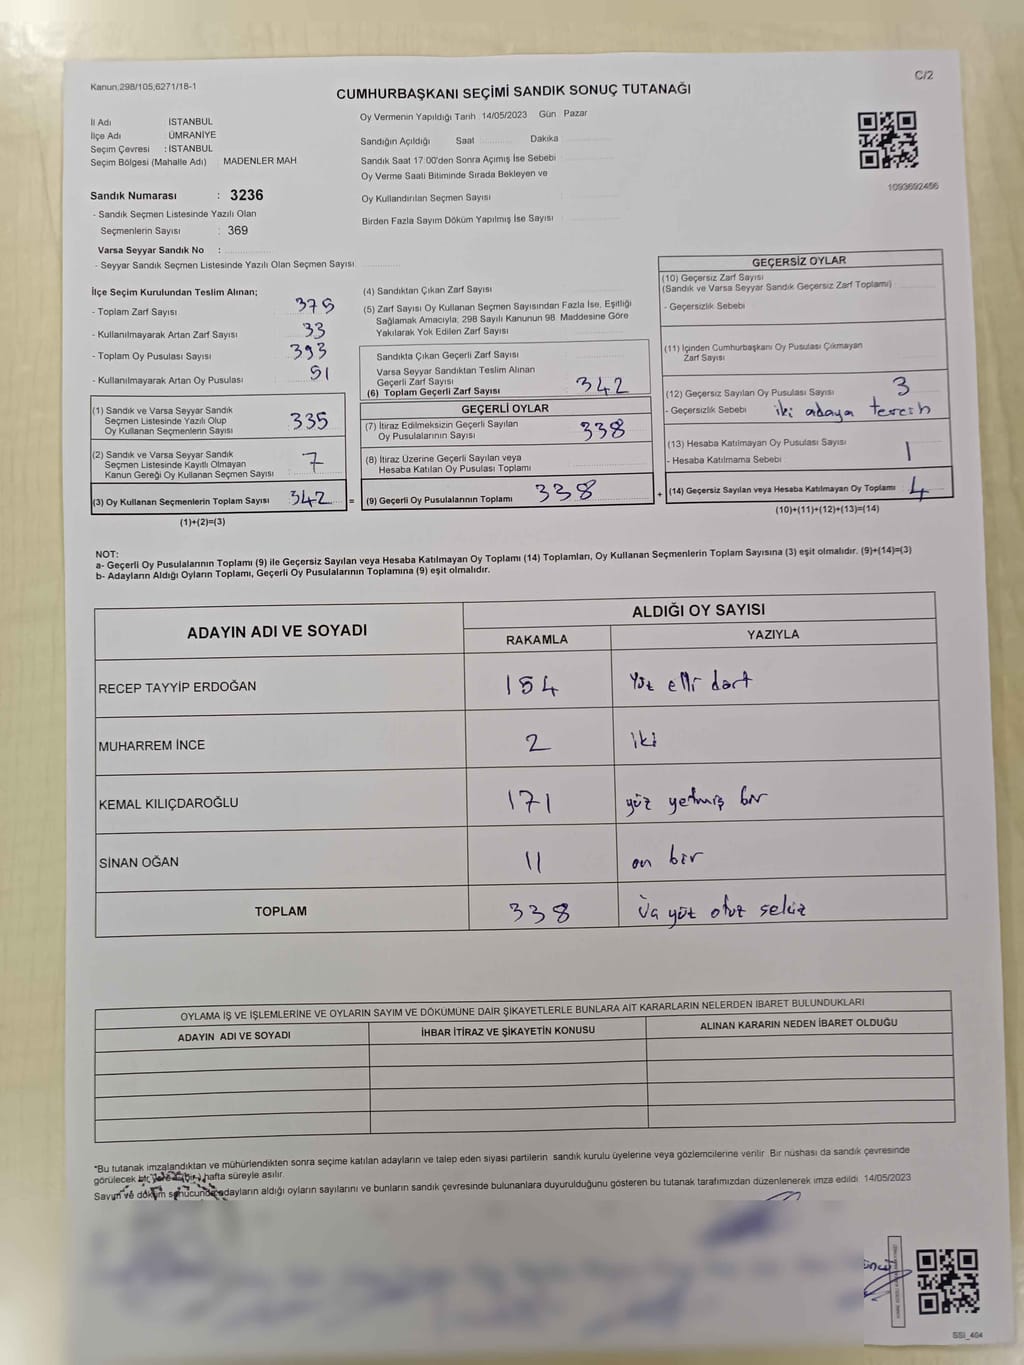 Kanun;298/105;6271/18-1
C/2
CUMHURBAŞKANI SEÇİMİ SANDIK SONUÇ TUTANAĞI
İl Adı İSTANBUL
İlçe Adı : ÜMRANİYE
Seçim Çevresi : İSTANBUL
Seçim Bölgesi (Mahalle Adı) : MADENLER MAH
Sandık Numarası : 3236
- Sandık Seçmen Listesinde Yazılı Olan
Seçmenlerin Sayısı : 369
Varsa Seyyar Sandık No :
- Seyyar Sandık Seçmen Listesinde Yazılı Olan Seçmen Sayısı
Oy Vermenin Yapıldığı Tarih 14/05/2023 Gün Pazar
Sandığın Açıldığı Saat Dakika
Sandık Saat 17:00'den Sonra Açımış İse Sebebi
Oy Verme Saati Bitiminde Sırada Bekleyen ve
Oy Kullandırılan Seçmen Sayısı
Birden Fazla Sayım Döküm Yapılmış İse Sayısı
1093692456
İlçe Seçim Kurulundan Teslim Alınan;
- Toplam Zarf Sayısı 375
- Kullanılmayarak Artan Zarf Sayısı 33
- Toplam Oy Pusulası Sayısı 393
- Kullanılmayarak Artan Oy Pusulası 51
(1) Sandık ve Varsa Seyyar Sandık
Seçmen Listesinde Yazılı Olup
Oy Kullanan Seçmenlerin Sayısı 335
(2) Sandık ve Varsa Seyyar Sandık
Seçmen Listesinde Kayıtlı Olmayan
Kanun Gereği Oy Kullanan Seçmen Sayısı 7
(3) Oy Kullanan Seçmenlerin Toplam Sayısı 342 =
(1)+(2)=(3)
(4) Sandıktan Çıkan Zarf Sayısı
(5) Zarf Sayısı Oy Kullanan Seçmen Sayısından Fazla İse, Eşitliği
Sağlamak Amacıyla; 298 Sayılı Kanunun 98. Maddesine Göre
Yakılarak Yok Edilen Zarf Sayısı
Sandıkta Çıkan Geçerli Zarf Sayısı
Varsa Seyyar Sandıktan Teslim Alınan
Geçerli Zarf Sayısı
(6) Toplam Geçerli Zarf Sayısı 342
GEÇERLİ OYLAR
(7) İtiraz Edilmeksizin Geçerli Sayılan
Oy Pusulalarının Sayısı 338
(8) İtiraz Üzerine Geçerli Sayılan veya
Hesaba Katılan Oy Pusulası Toplamı
(9) Geçerli Oy Pusulalarının Toplamı 338 +
GEÇERSİZ OYLAR
(10) Geçersiz Zarf Sayısı
(Sandık ve Varsa Seyyar Sandık Geçersiz Zarf Toplamı)
- Geçersizlik Sebebi
(11) İçinden Cumhurbaşkanı Oy Pusulası Çıkmayan
Zarf Sayısı
(12) Geçersiz Sayılan Oy Pusulası Sayısı 3
- Geçersizlik Sebebi iki adaya tercih
(13) Hesaba Katılmayan Oy Pusulası Sayısı
- Hesaba Katılmama Sebebi 1
(14) Geçersiz Sayılan veya Hesaba Katılmayan Oy Toplamı 4
(10)+(11)+(12)+(13)=(14)
NOT:
a- Geçerli Oy Pusulalarının Toplamı (9) ile Geçersiz Sayılan veya Hesaba Katılmayan Oy Toplamı (14) Toplamları, Oy Kullanan Seçmenlerin Toplam Sayısına (3) eşit olmalıdır. (9)+(14)=(3)
b- Adayların Aldığı Oyların Toplamı, Geçerli Oy Pusulalarının Toplamına (9) eşit olmalıdır.
ADAYIN ADI VE SOYADI
ALDIĞI OY SAYISI
RAKAMLA YAZIYLA
RECEP TAYYİP ERDOĞAN 154 Yüz elli dört
MUHARREM İNCE 2 iki
KEMAL KILIÇDAROĞLU 171 yüz yetmiş bir
SİNAN OĞAN 11 on bir
TOPLAM 338 Üç yüz otuz sekiz
OYLAMA İŞ VE İŞLEMLERİNE VE OYLARIN SAYIM VE DÖKÜMÜNE DAİR ŞİKAYETLERLE BUNLARA AİT KARARLARIN NELERDEN İBARET BULUNDUKLARI
ADAYIN ADI VE SOYADI İHBAR İTİRAZ VE ŞİKAYETİN KONUSU ALINAN KARARIN NEDEN İBARET OLDUĞU
"Bu tutanak imzalandıktan ve mühürlendikten sonra seçime katılan adayların ve talep eden siyasi partilerin sandık kurulu üyelerine veya gözlemcilerine verilir Bir nüshası da sandık çevresinde
görülecek bir yere (bir) hafta süreyle asılır.
Sayım ve döküm sonucunda adayların aldığı oyların sayılarını ve bunların sandık çevresinde bulunanlara duyurulduğunu gösteren bu tutanak tarafımızdan düzenlenerek imza edildi 14/05/2023
SSİ_404